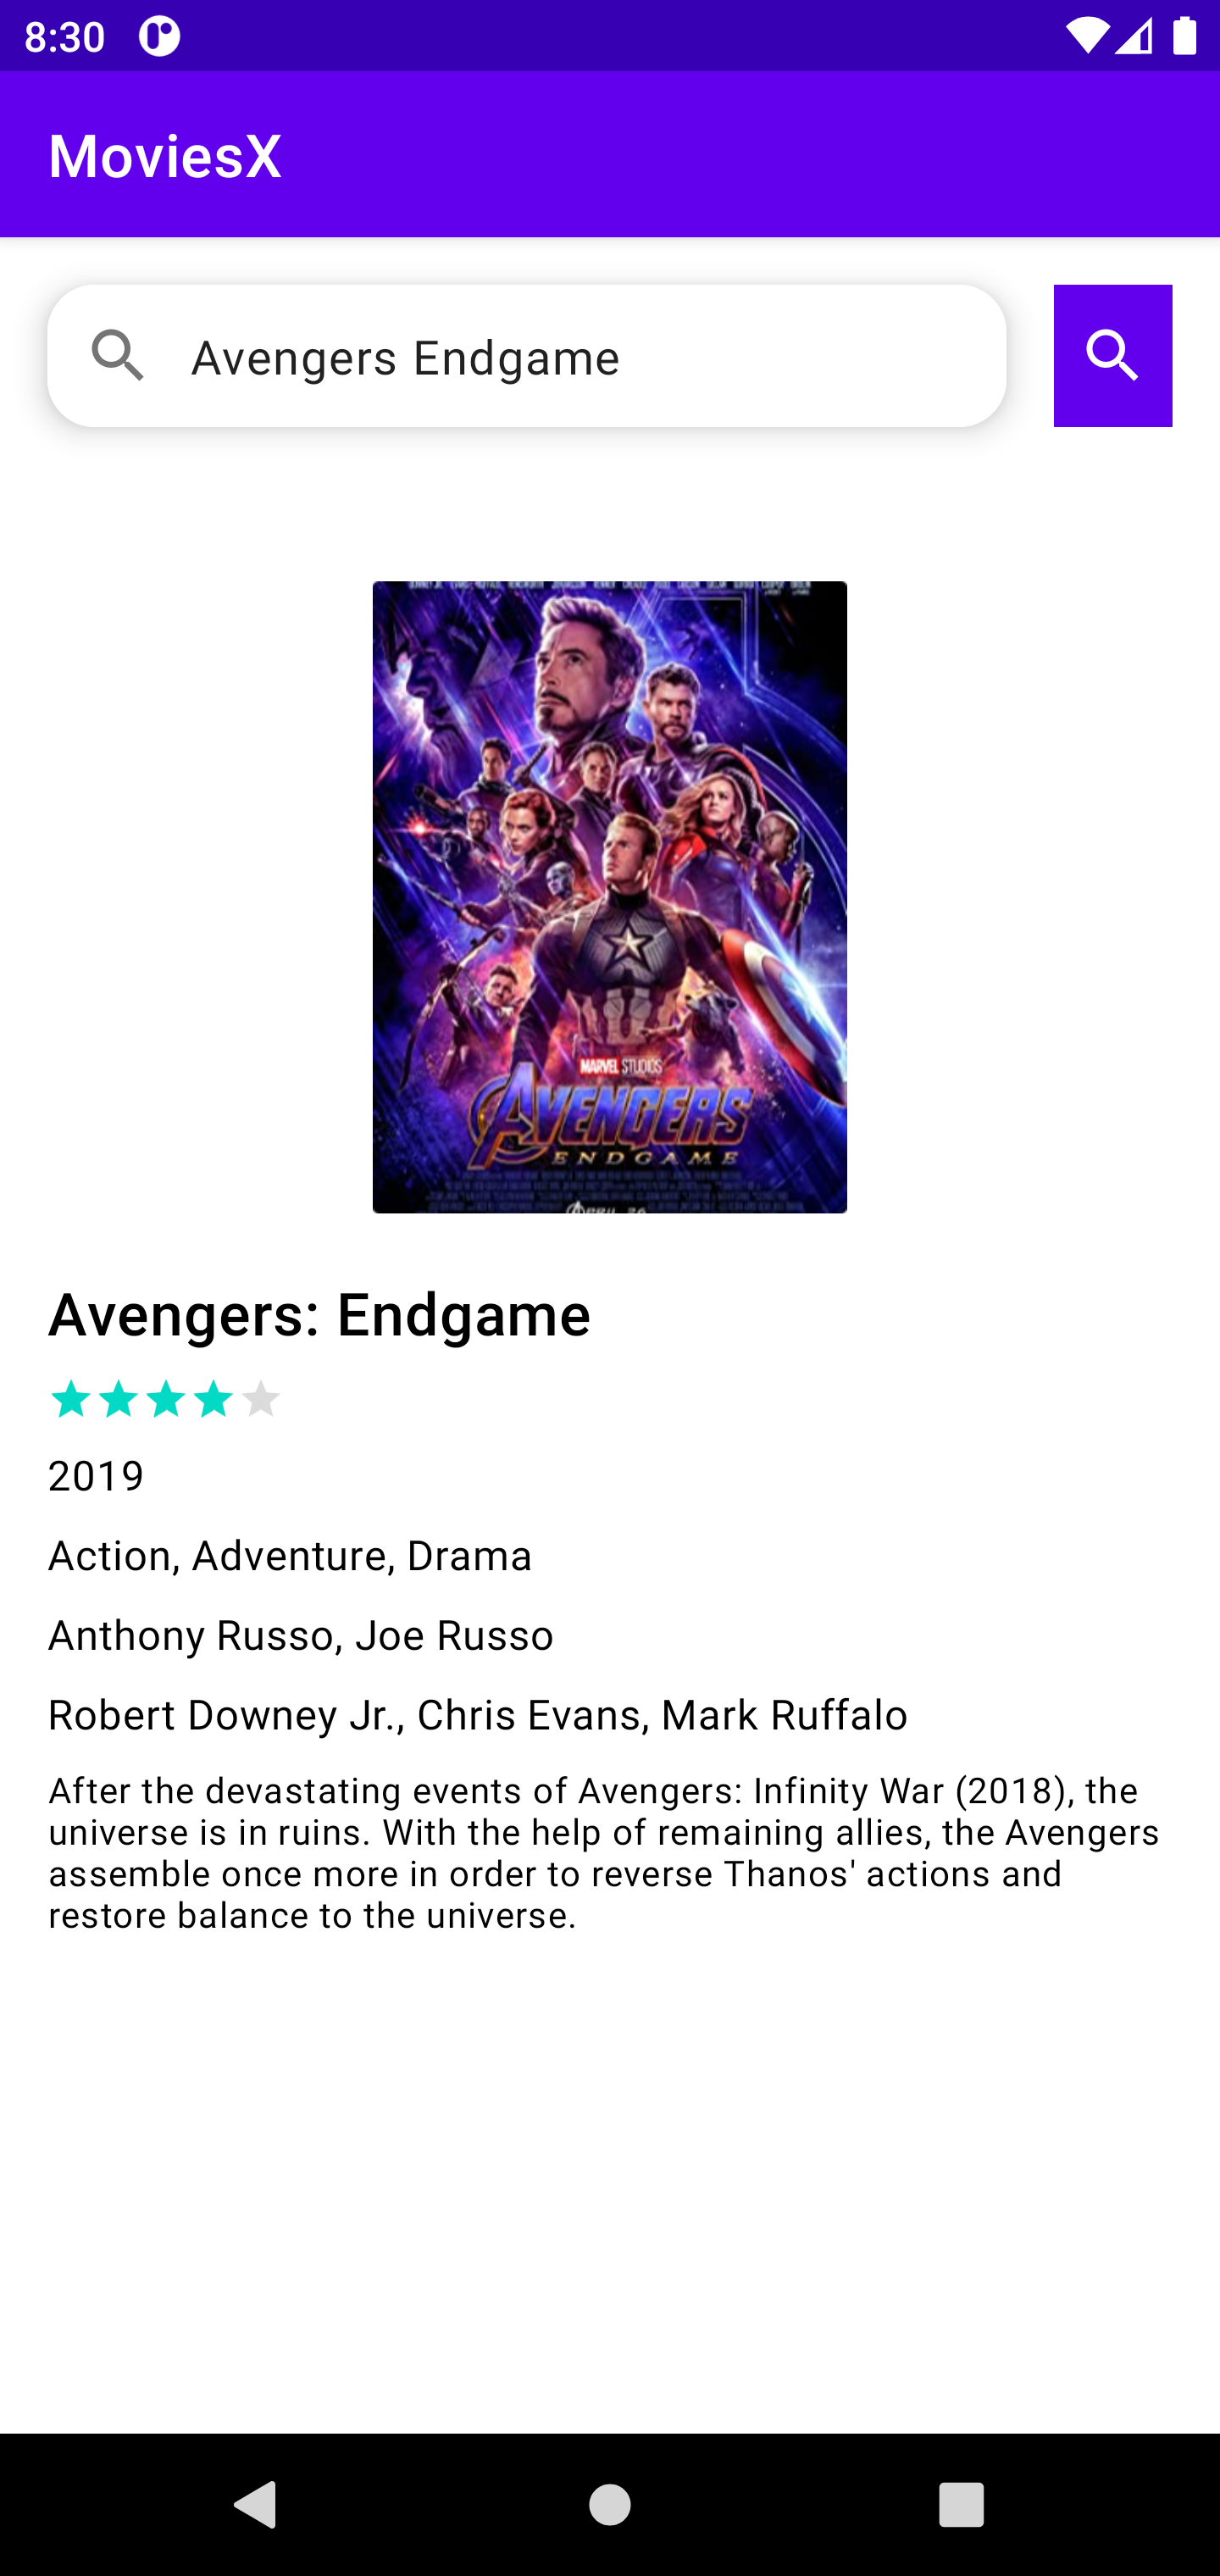 8:30
MoviesX
Avengers Endgame
MARVEL STUDIOS
AVENGERS
ENDGAME
APRIL 26
Avengers: Endgame
2019
Action, Adventure, Drama
Anthony Russo, Joe Russo
Robert Downey Jr., Chris Evans, Mark Ruffalo
After the devastating events of Avengers: Infinity War (2018), the
universe is in ruins. With the help of remaining allies, the Avengers
assemble once more in order to reverse Thanos' actions and
restore balance to the universe.